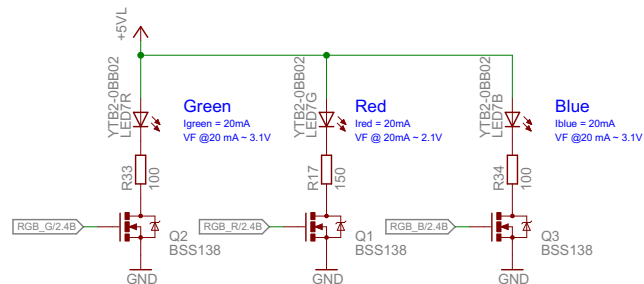 +5VL
YTB2-0BB02
LED7R
Green
Igreen = 20mA
VF @20 mA ~ 3.1V
R33
100
RGB_G/2.4B
Q2
BSS138
GND
YTB2-0BB02
LED7G
Red
Ired = 20mA
VF @ 20mA ~ 2.1V
R17
150
RGB_R/2.4B
Q1
BSS138
GND
YTB2-0BB02
LED7B
Blue
Iblue = 20mA
VF @20 mA ~ 3.1V
R34
100
RGB_B/2.4B
Q3
BSS138
GND